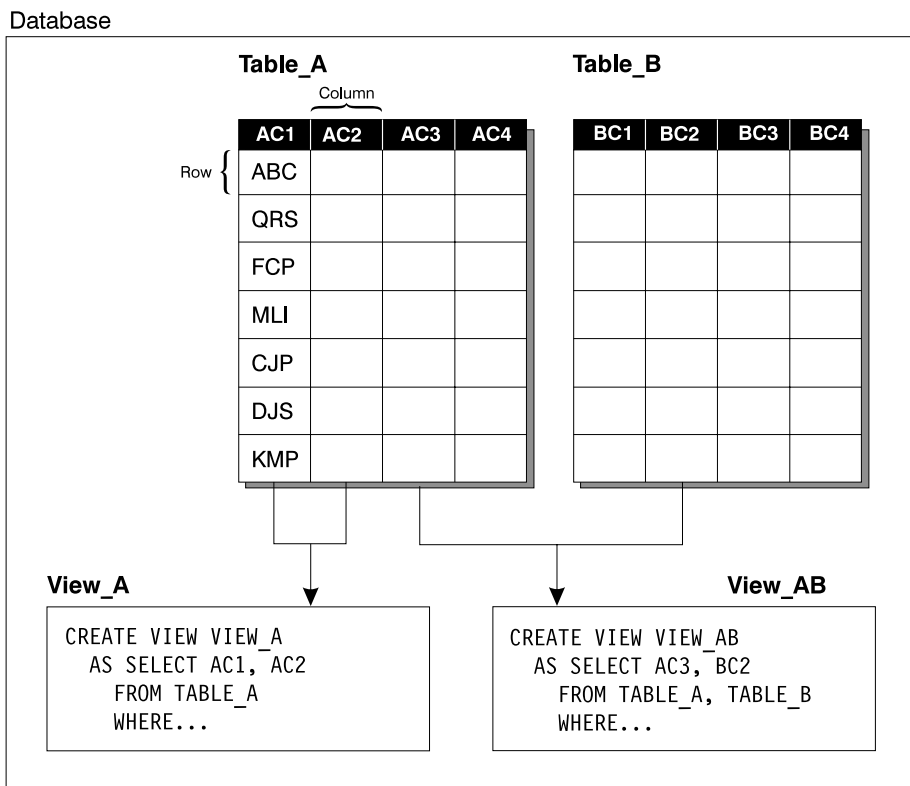 Database
Table_A
Table_B
Column
AC1 AC2 AC3 AC4
BC1 BC2 BC3 BC4
Row
ABC
QRS
FCP
MLI
CJP
DJS
KMP
View_A
CREATE VIEW VIEW_A
AS SELECT AC1, AC2
FROM TABLE_A
WHERE...
View_AB
CREATE VIEW VIEW_AB
AS SELECT AC3, BC2
FROM TABLE_A, TABLE_B
WHERE...